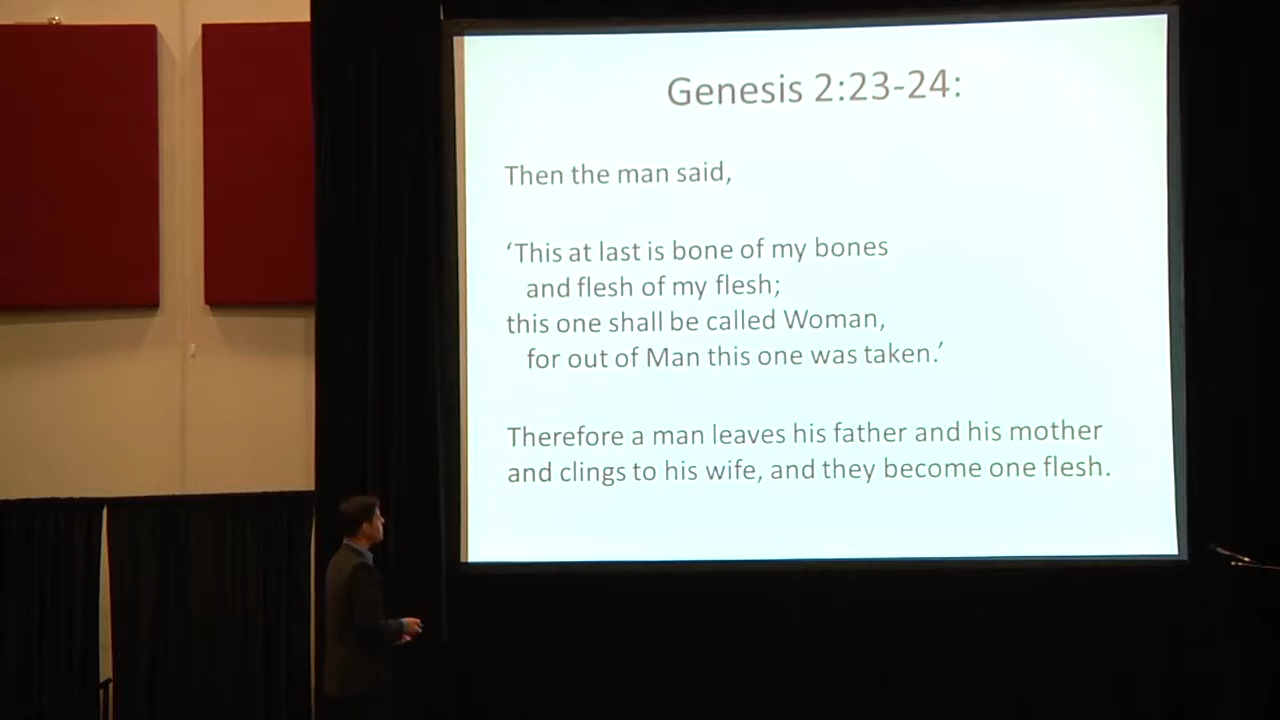 Genesis 2:23-24:
Then the man said,
‘This at last is bone of my bones
and flesh of my flesh;
this one shall be called Woman,
for out of Man this one was taken.’
Therefore a man leaves his father and his mother
and clings to his wife, and they become one flesh.